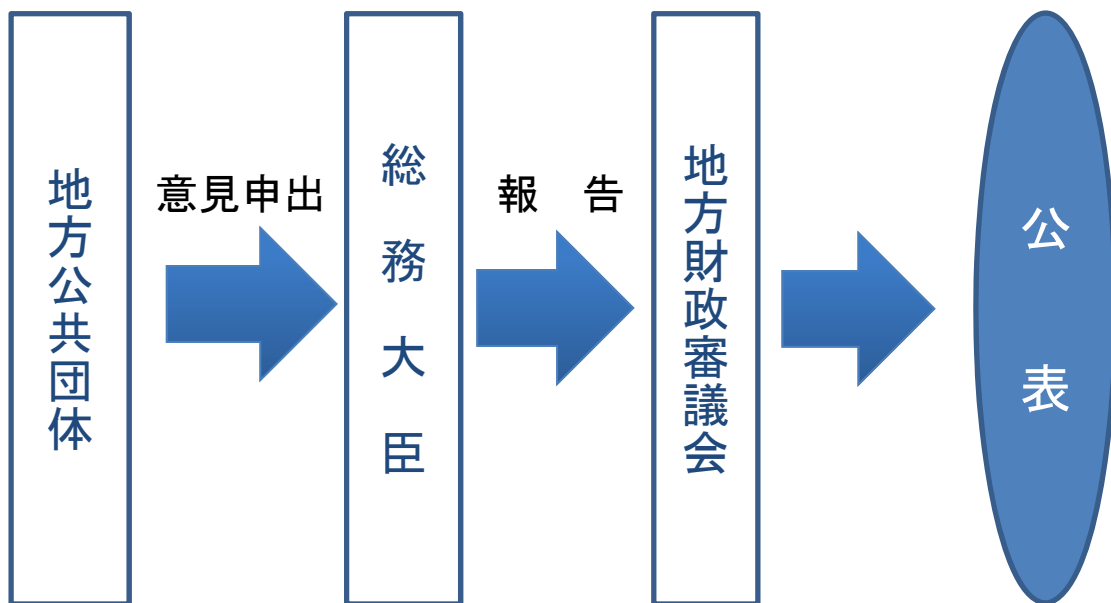 地方公共団体
意見申出
総務大臣
報　告
地方財政審議会
公表